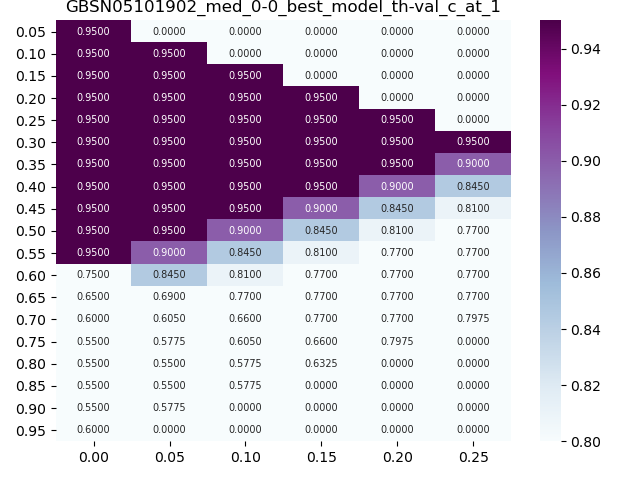 GBSN05101902_med_0-0_best_model_th-val_c_at_1
0.05 0.9500 0.0000 0.0000 0.0000 0.0000 0.0000
0.10 0.9500 0.9500 0.0000 0.0000 0.0000 0.0000
0.15 0.9500 0.9500 0.9500 0.0000 0.0000 0.0000
0.20 0.9500 0.9500 0.9500 0.9500 0.0000 0.0000
0.25 0.9500 0.9500 0.9500 0.9500 0.9500 0.0000
0.30 0.9500 0.9500 0.9500 0.9500 0.9500 0.9500
0.35 0.9500 0.9500 0.9500 0.9500 0.9500 0.9000
0.40 0.9500 0.9500 0.9500 0.9500 0.9000 0.8450
0.45 0.9500 0.9500 0.9500 0.9000 0.8450 0.8100
0.50 0.9500 0.9500 0.9000 0.8450 0.8100 0.7700
0.55 0.9500 0.9000 0.8450 0.8100 0.7700 0.7700
0.60 0.7500 0.8450 0.8100 0.7700 0.7700 0.7700
0.65 0.6500 0.6900 0.7700 0.7700 0.7700 0.7700
0.70 0.6000 0.6050 0.6600 0.7700 0.7700 0.7975
0.75 0.5500 0.5775 0.6050 0.6600 0.7975 0.0000
0.80 0.5500 0.5500 0.5775 0.6325 0.0000 0.0000
0.85 0.5500 0.5500 0.5775 0.0000 0.0000 0.0000
0.90 0.5500 0.5775 0.0000 0.0000 0.0000 0.0000
0.95 0.6000 0.0000 0.0000 0.0000 0.0000 0.0000
0.00 0.05 0.10 0.15 0.20 0.25
0.94
0.92
0.90
0.88
0.86
0.84
0.82
0.80